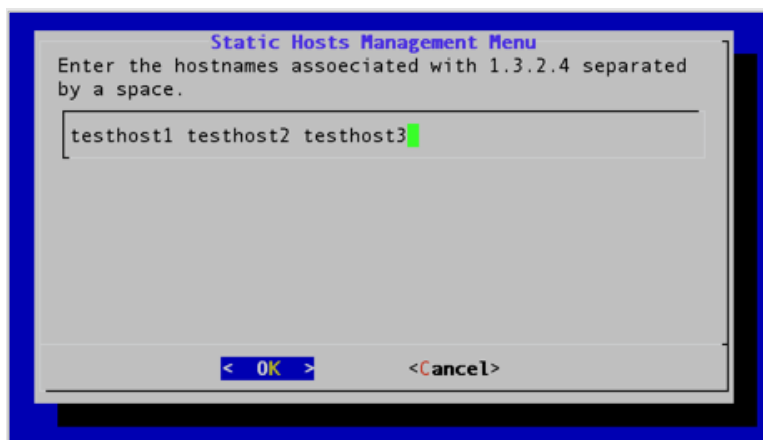 Static Hosts Management Menu
Enter the hostnames assoeciated with 1.3.2.4 separated
by a space.
testhost1 testhost2 testhost3
< OK > <Cancel>